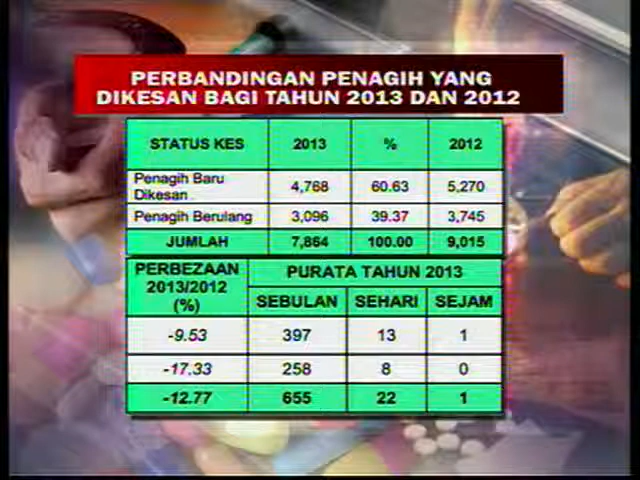 PERBANDINGAN PENAGIH YANG
DIKESAN BAGI TAHUN 2013 DAN 2012
STATUS KES 2013 % 2012
Penagih Baru
Dikesan 4,768 60.63 5,270
Penagih Berulang 3,096 39.37 3,745
JUMLAH 7,864 100.00 9,015
PERBEZAAN
2013/2012
(%)
PURATA TAHUN 2013
SEBULAN SEHARI SEJAM
-9.53 397 13 1
-17.33 258 8 0
-12.77 655 22 1